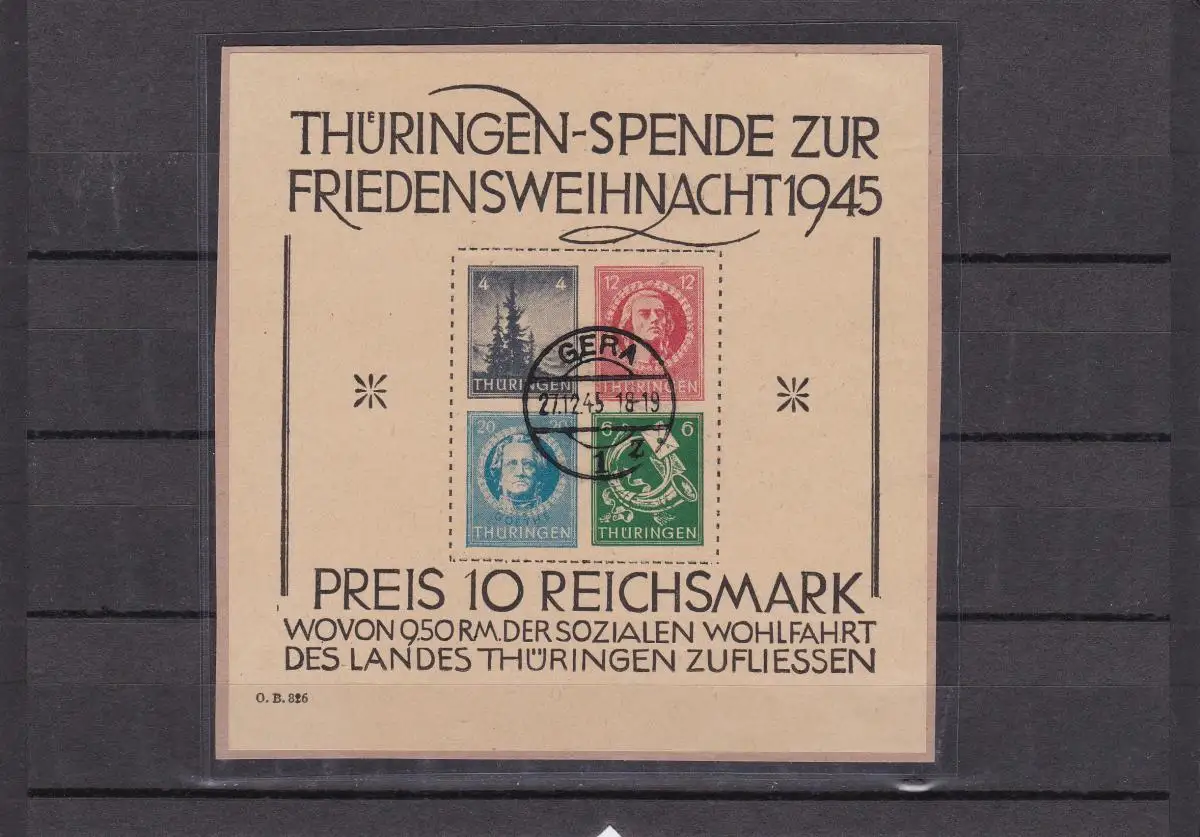 THÜRINGEN-SPENDE ZUR
FRIEDENSWEIHNACHT 1945
4 4
12 12
THÜRINGEN
THÜRINGEN
GERA
27.12.45 18-19
1 z
20 20
6 6
GOETHE
THÜRINGEN
THÜRINGEN
PREIS 10 REICHSMARK
WOVON 9.50 RM. DER SOZIALEN WOHLFAHRT
DES LANDES THÜRINGEN ZUFLIESSEN
O. B. 826